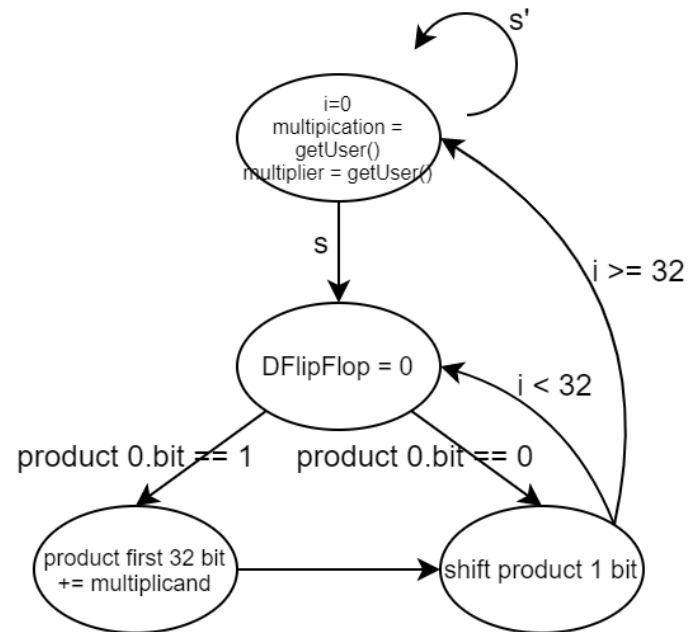 s'
i=0
multipication =
getUser()
multiplier = getUser()
s
i >= 32
DFlipFlop = 0
i < 32
product 0.bit == 1
product 0.bit == 0
product first 32 bit
+= multiplicand
shift product 1 bit